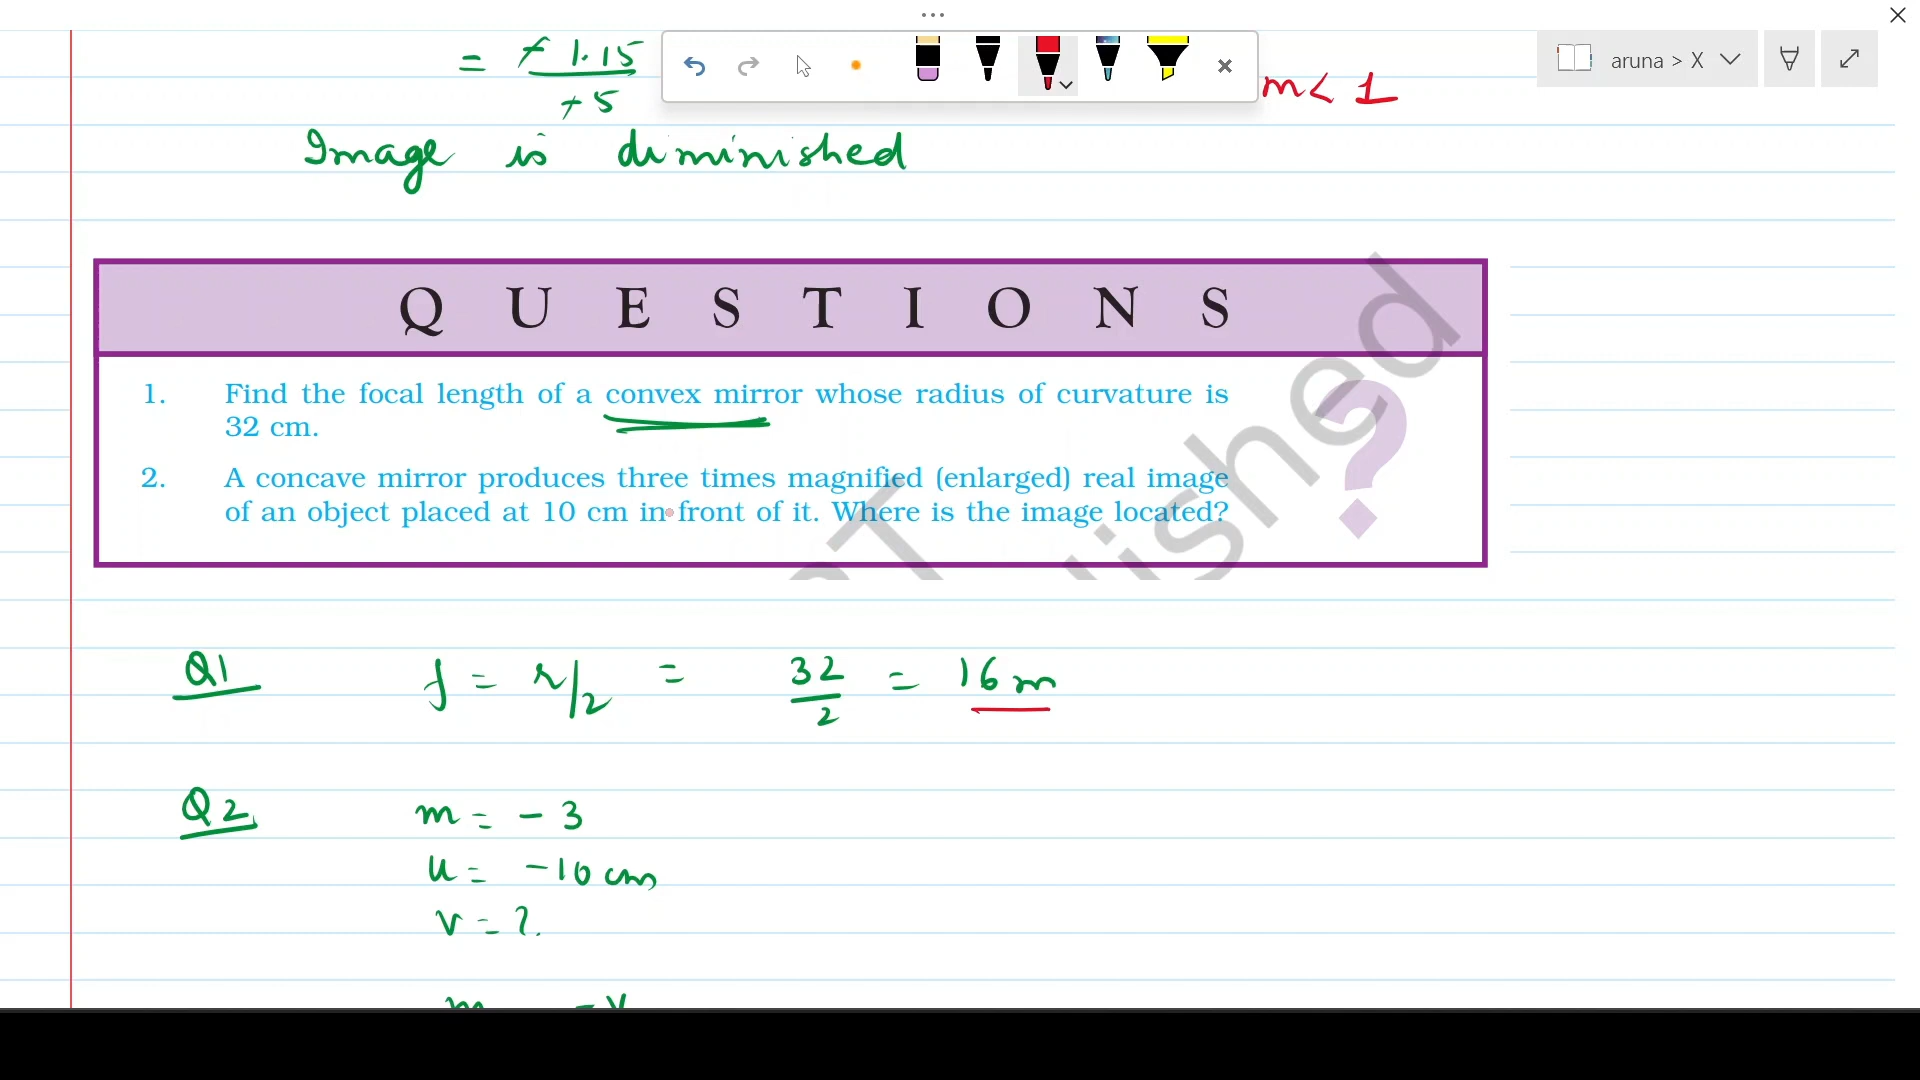 = + 1.15
+ 5
m < 1
aruna > X
Image is diminished
QUESTIONS
1. Find the focal length of a convex mirror whose radius of curvature is
32 cm.
2. A concave mirror produces three times magnified (enlarged) real image
of an object placed at 10 cm in front of it. Where is the image located?
?
Q1 f = r/2 = 32/2 = 16 m
Q2 m = - 3
u = -10 cm
v = ?
m -v